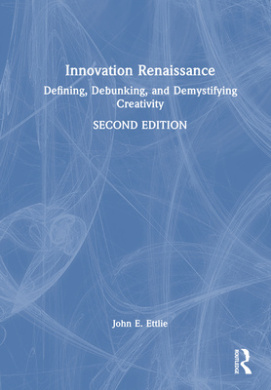 Innovation Renaissance
Defining, Debunking, and Demystifying
Creativity
SECOND EDITION
John E. Ettlie
ROUTLEDGE